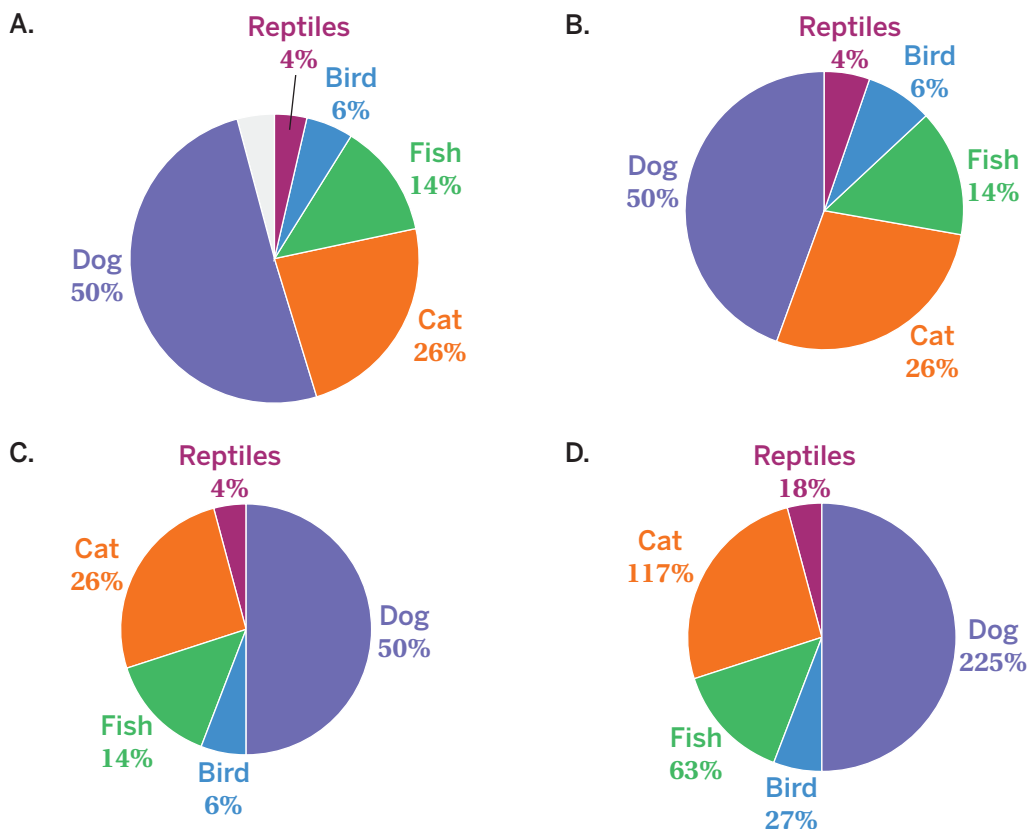 A.
Reptiles
4%
Bird
6%
Fish
14%
Cat
26%
Dog
50%
B.
Reptiles
4%
Bird
6%
Fish
14%
Cat
26%
Dog
50%
C.
Reptiles
4%
Cat
26%
Dog
50%
Fish
14%
Bird
6%
D.
Reptiles
18%
Cat
117%
Dog
225%
Fish
63%
Bird
27%